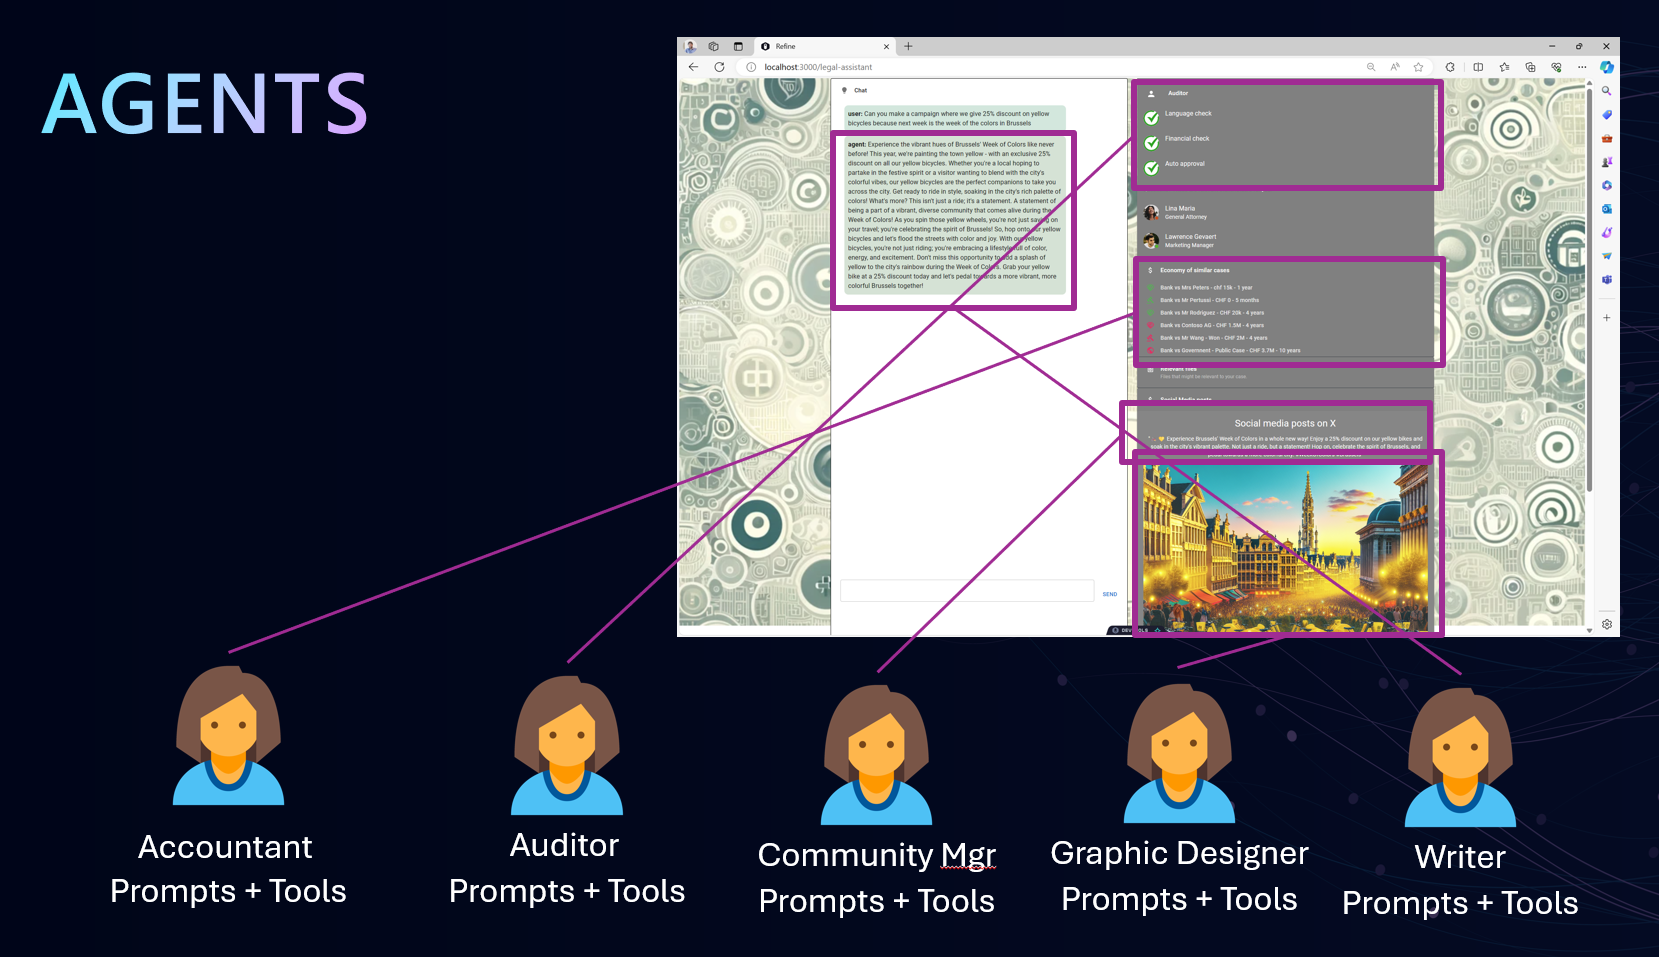 AGENTS
Refine
localhost:3000/legal-assistant
Chat
user: Can you make a campaign where we give 25% discount on yellow
bicycles because next week is the week of the colors in Brussels
agent: Experience the vibrant hues of Brussels' Week of Colors like never
before! This year, we're painting the town yellow - with an exclusive 25%
discount on all our yellow bicycles. Whether you're a local hoping to
partake in the festive spirit or a visitor wanting to blend with the city's
colorful vibes, our yellow bicycles are the perfect companions to take you
across the city. Get ready to ride in style, soaking in the city's rich palette of
colors! What's more? This isn't just a ride; it's a statement. A statement of
being a part of a vibrant, diverse community that comes alive during the
Week of Colors! As you spin those yellow wheels, you're not just saving on
your travel; you're celebrating the spirit of Brussels! So, hop onto our yellow
bicycles and let's flood the streets with color and joy. With our yellow
bicycles, you're not just riding; you're embracing a lifestyle full of color,
energy, and excitement. Don't miss this opportunity to add a splash of
yellow to the city's rainbow during the Week of Colors. Grab your yellow
bike at a 25% discount today and let's pedal towards a more vibrant, more
colorful Brussels together!
SEND
Auditor
Language check
Financial check
Auto approval
Lina Maria
General Attorney
Lawrence Gevaert
Marketing Manager
Economy of similar cases
Bank vs Mrs Peters - chf 15k - 1 year
Bank vs Mr Pertussi - CHF 0 - 5 months
Bank vs Mr Rodriguez - CHF 20k - 4 years
Bank vs Contoso AG - CHF 1.5M - 4 years
Bank vs Mr Wang - Won - CHF 2M - 4 years
Bank vs Government - Public Case - CHF 3.7M - 10 years
Relevant files
Files that might be relevant to your case.
Social Media posts
Social media posts on X
Experience Brussels' Week of Colors in a whole new way! Enjoy a 25% discount on our yellow bikes and
soak in the city's vibrant palette. Not just a ride, but a statement! Hop on, celebrate the spirit of Brussels, and
Accountant
Prompts + Tools
Auditor
Prompts + Tools
Community Mgr
Prompts + Tools
Graphic Designer
Prompts + Tools
Writer
Prompts + Tools